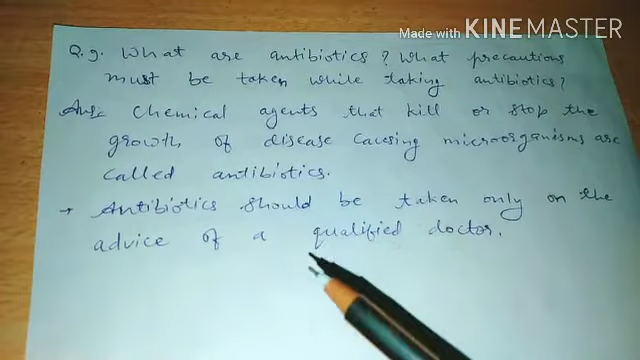 Made with KINEMASTER
Q.9. What are antibiotics? What precautions
must be taken while taking antibiotics?
Ans:- Chemical agents that kill or stop the
growth of disease causing microorganisms are
called antibiotics.
→ Antibiotics should be taken only on the
advice of a qualified doctor.